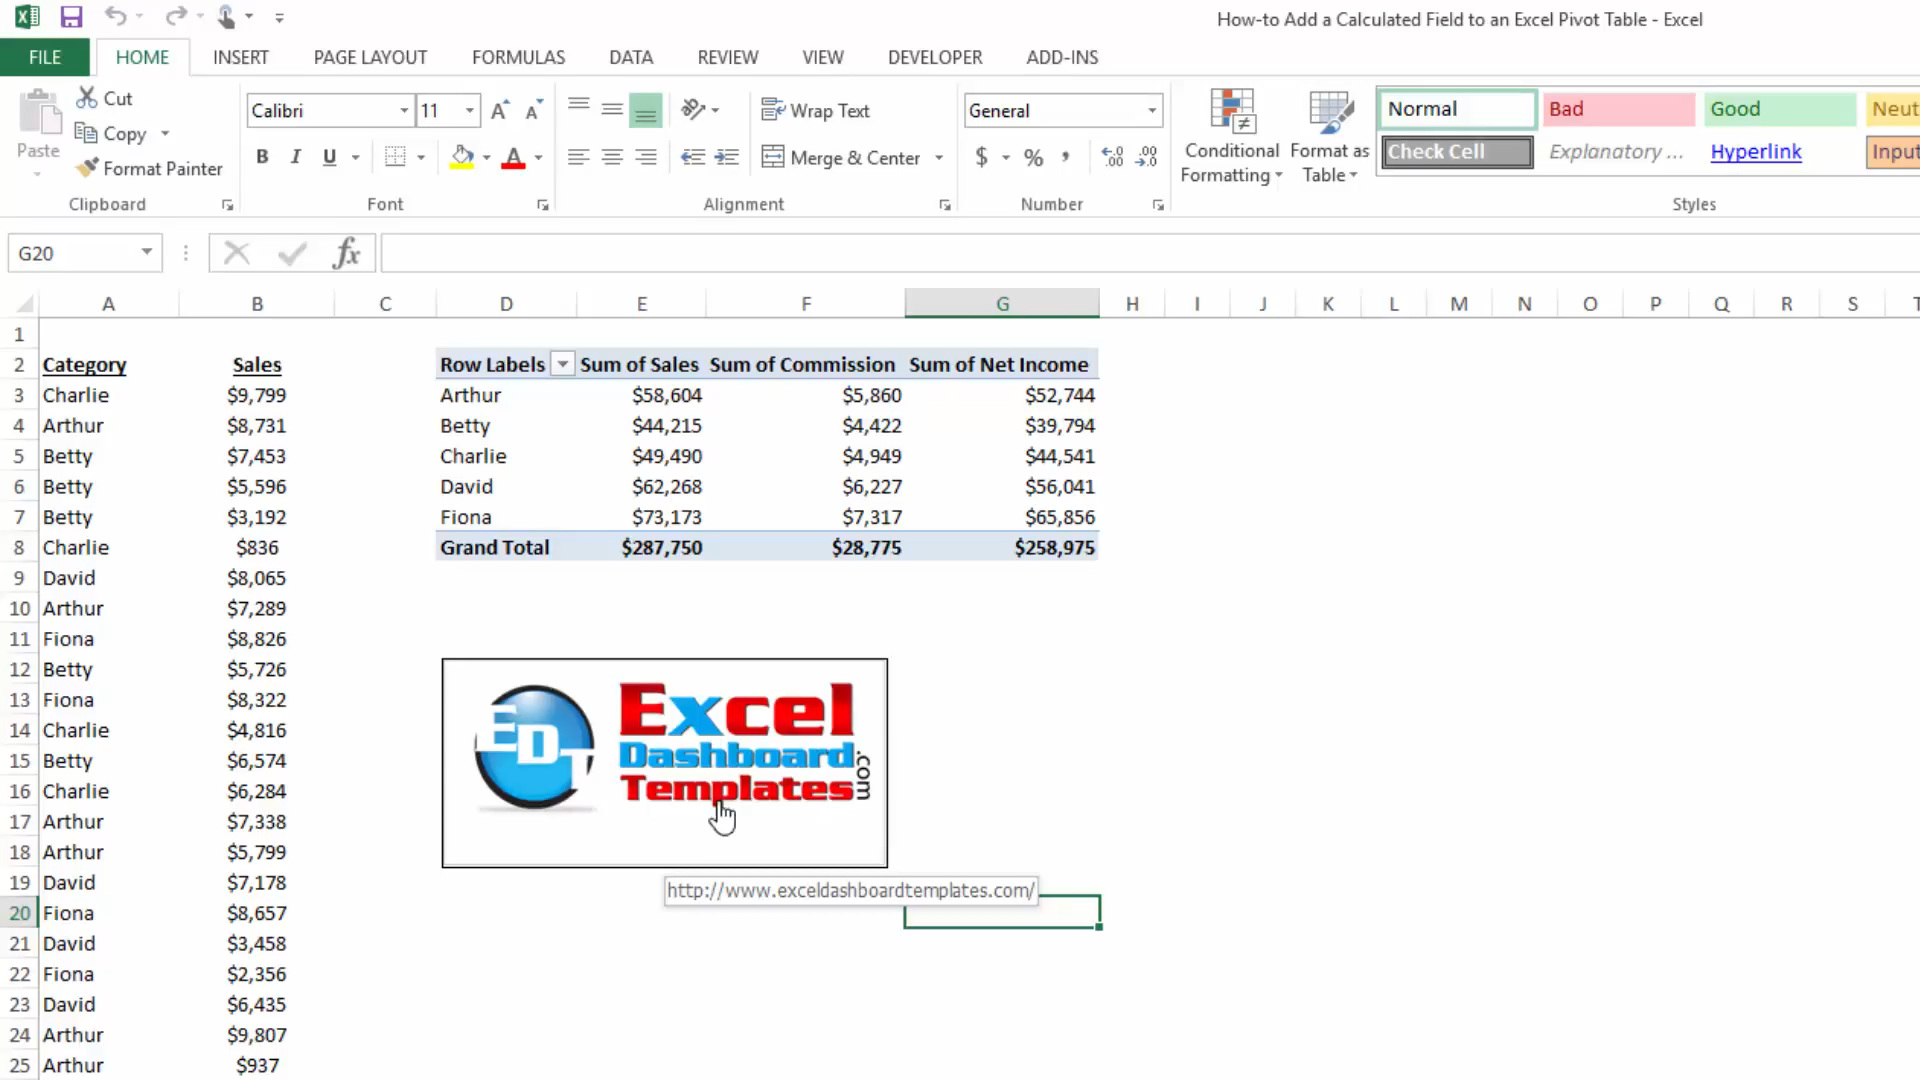 How-to Add a Calculated Field to an Excel Pivot Table - Excel
FILE HOME INSERT PAGE LAYOUT FORMULAS DATA REVIEW VIEW DEVELOPER ADD-INS
Paste
Cut
Copy
Format Painter
Clipboard
Calibri 11
B I U A
Font
Wrap Text
Merge & Center
Alignment
General
$ % , .00 .00
Number
Conditional Formatting
Format as Table
Normal Bad Good Neut
Check Cell Explanatory ... Hyperlink Input
Styles
G20 fx
A B C D E F G H I J K L M N O P Q R S T
1
2 Category Sales Row Labels Sum of Sales Sum of Commission Sum of Net Income
3 Charlie $9,799 Arthur $58,604 $5,860 $52,744
4 Arthur $8,731 Betty $44,215 $4,422 $39,794
5 Betty $7,453 Charlie $49,490 $4,949 $44,541
6 Betty $5,596 David $62,268 $6,227 $56,041
7 Betty $3,192 Fiona $73,173 $7,317 $65,856
8 Charlie $836 Grand Total $287,750 $28,775 $258,975
9 David $8,065
10 Arthur $7,289
11 Fiona $8,826
12 Betty $5,726
13 Fiona $8,322
14 Charlie $4,816
15 Betty $6,574
16 Charlie $6,284
17 Arthur $7,338
18 Arthur $5,799
19 David $7,178
20 Fiona $8,657
21 David $3,458
22 Fiona $2,356
23 David $6,435
24 Arthur $9,807
25 Arthur $937
EDT
Excel
Dashboard
Templates
.com
http://www.exceldashboardtemplates.com/